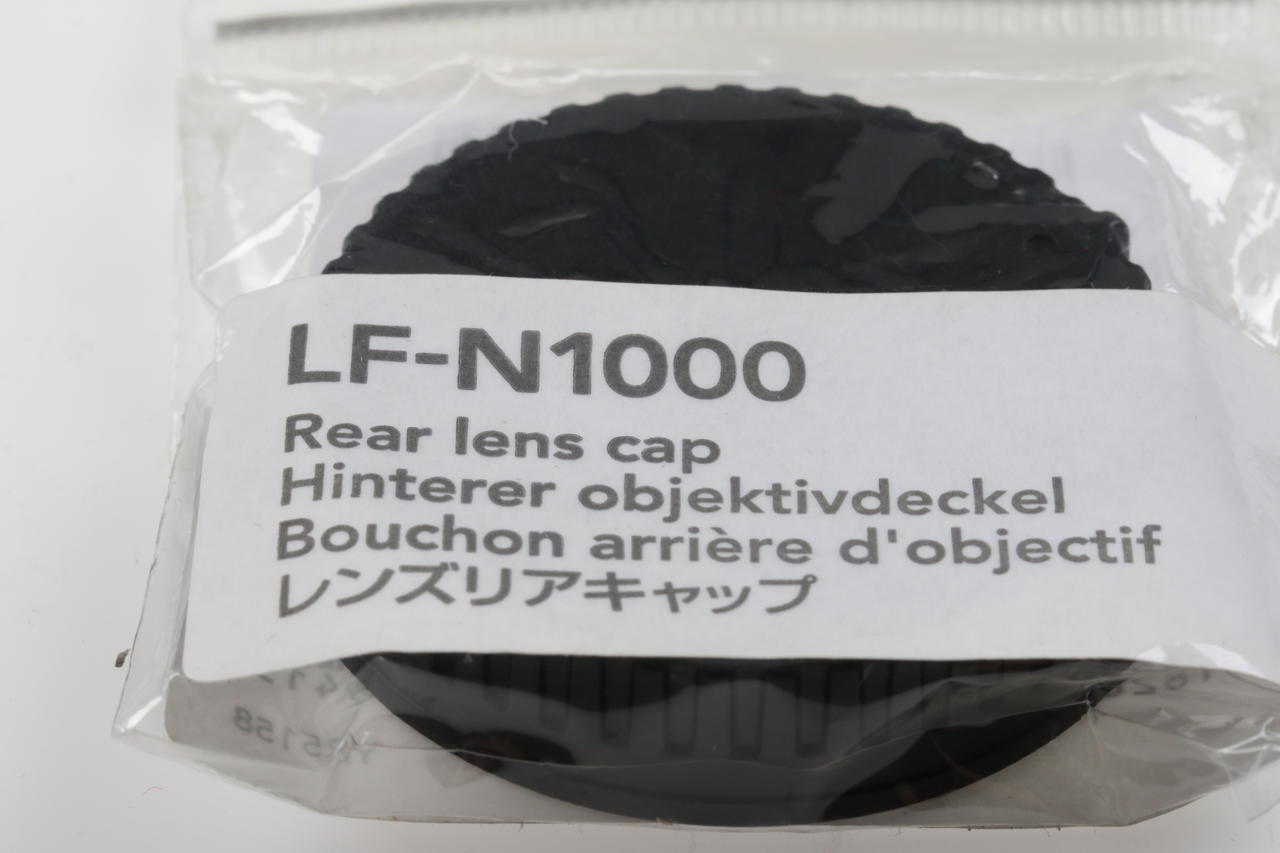 LF-N1000
Rear lens cap
Hinterer objektivdeckel
Bouchon arrière d'objectif
レンズリアキャップ